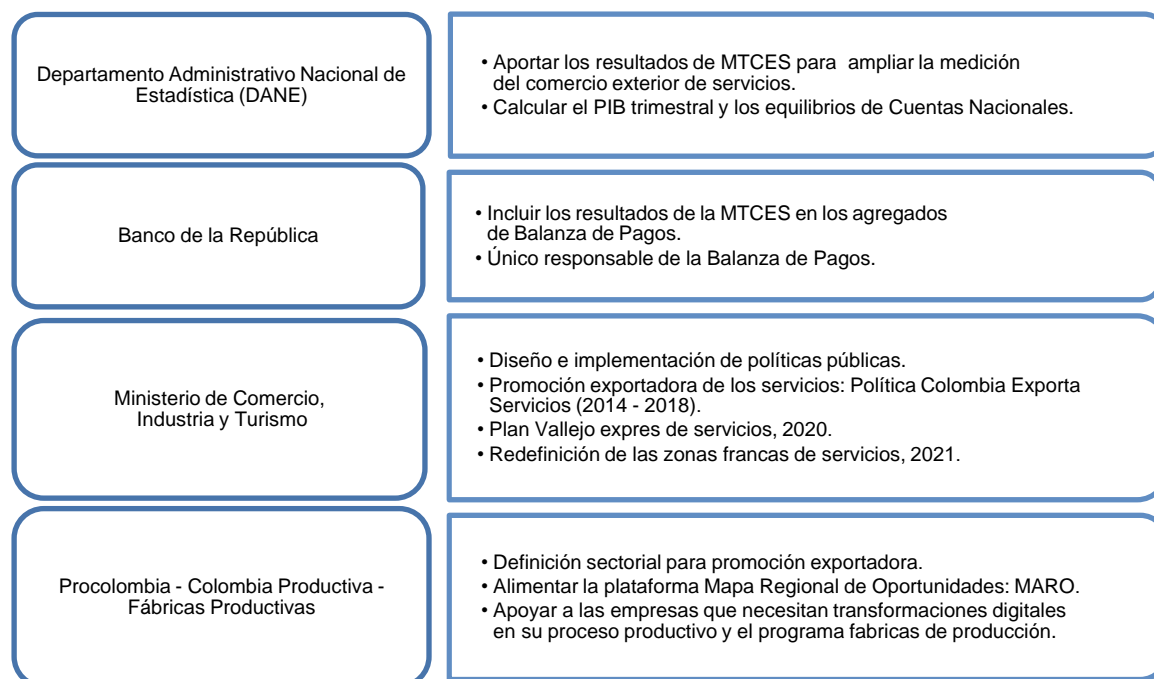 Departamento Administrativo Nacional de
Estadística (DANE)
• Aportar los resultados de MTCES para ampliar la medición
del comercio exterior de servicios.
• Calcular el PIB trimestral y los equilibrios de Cuentas Nacionales.
Banco de la República
• Incluir los resultados de la MTCES en los agregados
de Balanza de Pagos.
• Único responsable de la Balanza de Pagos.
Ministerio de Comercio,
Industria y Turismo
• Diseño e implementación de políticas públicas.
• Promoción exportadora de los servicios: Política Colombia Exporta
Servicios (2014 - 2018).
• Plan Vallejo expres de servicios, 2020.
• Redefinición de las zonas francas de servicios, 2021.
Procolombia - Colombia Productiva -
Fábricas Productivas
• Definición sectorial para promoción exportadora.
• Alimentar la plataforma Mapa Regional de Oportunidades: MARO.
• Apoyar a las empresas que necesitan transformaciones digitales
en su proceso productivo y el programa fabricas de producción.